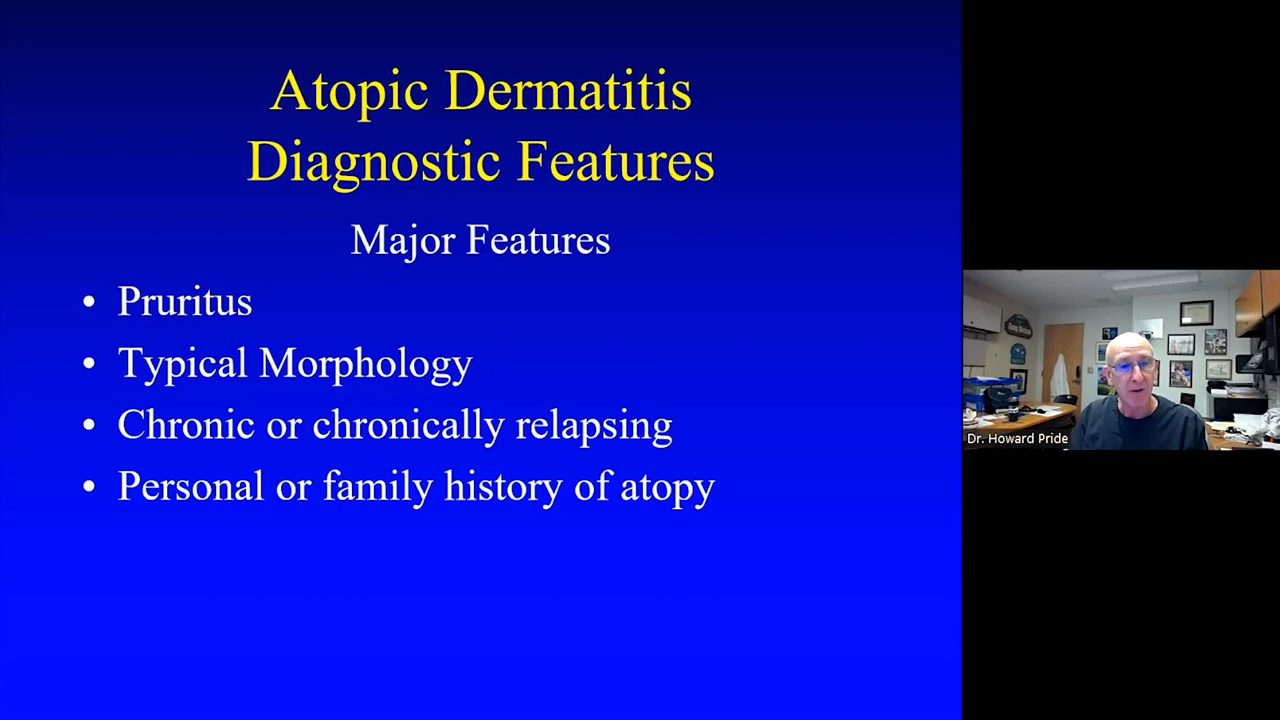 Atopic Dermatitis
Diagnostic Features
Major Features
• Pruritus
• Typical Morphology
• Chronic or chronically relapsing
• Personal or family history of atopy
Dr. Howard Pride